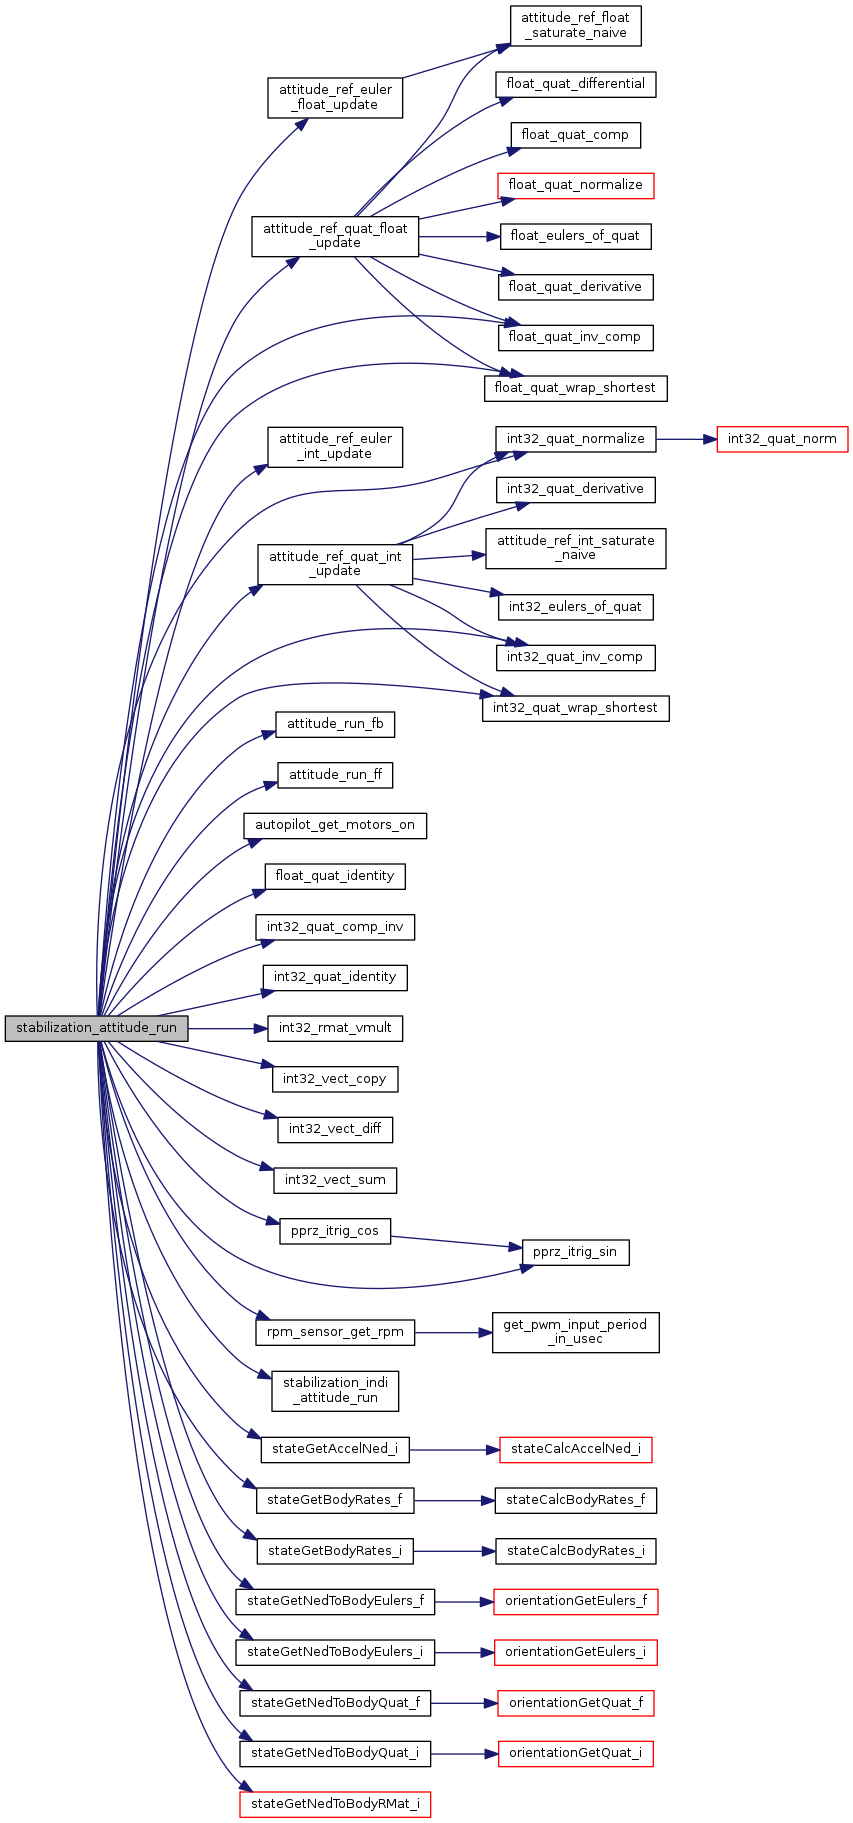 attitude_ref_float
_saturate_naive
attitude_ref_euler
_float_update
float_quat_differential
float_quat_comp
float_quat_normalize
attitude_ref_quat_float
_update
float_eulers_of_quat
float_quat_derivative
float_quat_inv_comp
float_quat_wrap_shortest
attitude_ref_euler
_int_update
int32_quat_normalize
int32_quat_norm
int32_quat_derivative
attitude_ref_int_saturate
_naive
attitude_ref_quat_int
_update
int32_eulers_of_quat
int32_quat_inv_comp
int32_quat_wrap_shortest
attitude_run_fb
attitude_run_ff
autopilot_get_motors_on
float_quat_identity
int32_quat_comp_inv
int32_quat_identity
stabilization_attitude_run
int32_rmat_vmult
int32_vect_copy
int32_vect_diff
int32_vect_sum
pprz_itrig_cos
pprz_itrig_sin
rpm_sensor_get_rpm
get_pwm_input_period
_in_usec
stabilization_indi
_attitude_run
stateGetAccelNed_i
stateCalcAccelNed_i
stateGetBodyRates_f
stateCalcBodyRates_f
stateGetBodyRates_i
stateCalcBodyRates_i
stateGetNedToBodyEulers_f
orientationGetEulers_f
stateGetNedToBodyEulers_i
orientationGetEulers_i
stateGetNedToBodyQuat_f
orientationGetQuat_f
stateGetNedToBodyQuat_i
orientationGetQuat_i
stateGetNedToBodyRMat_i